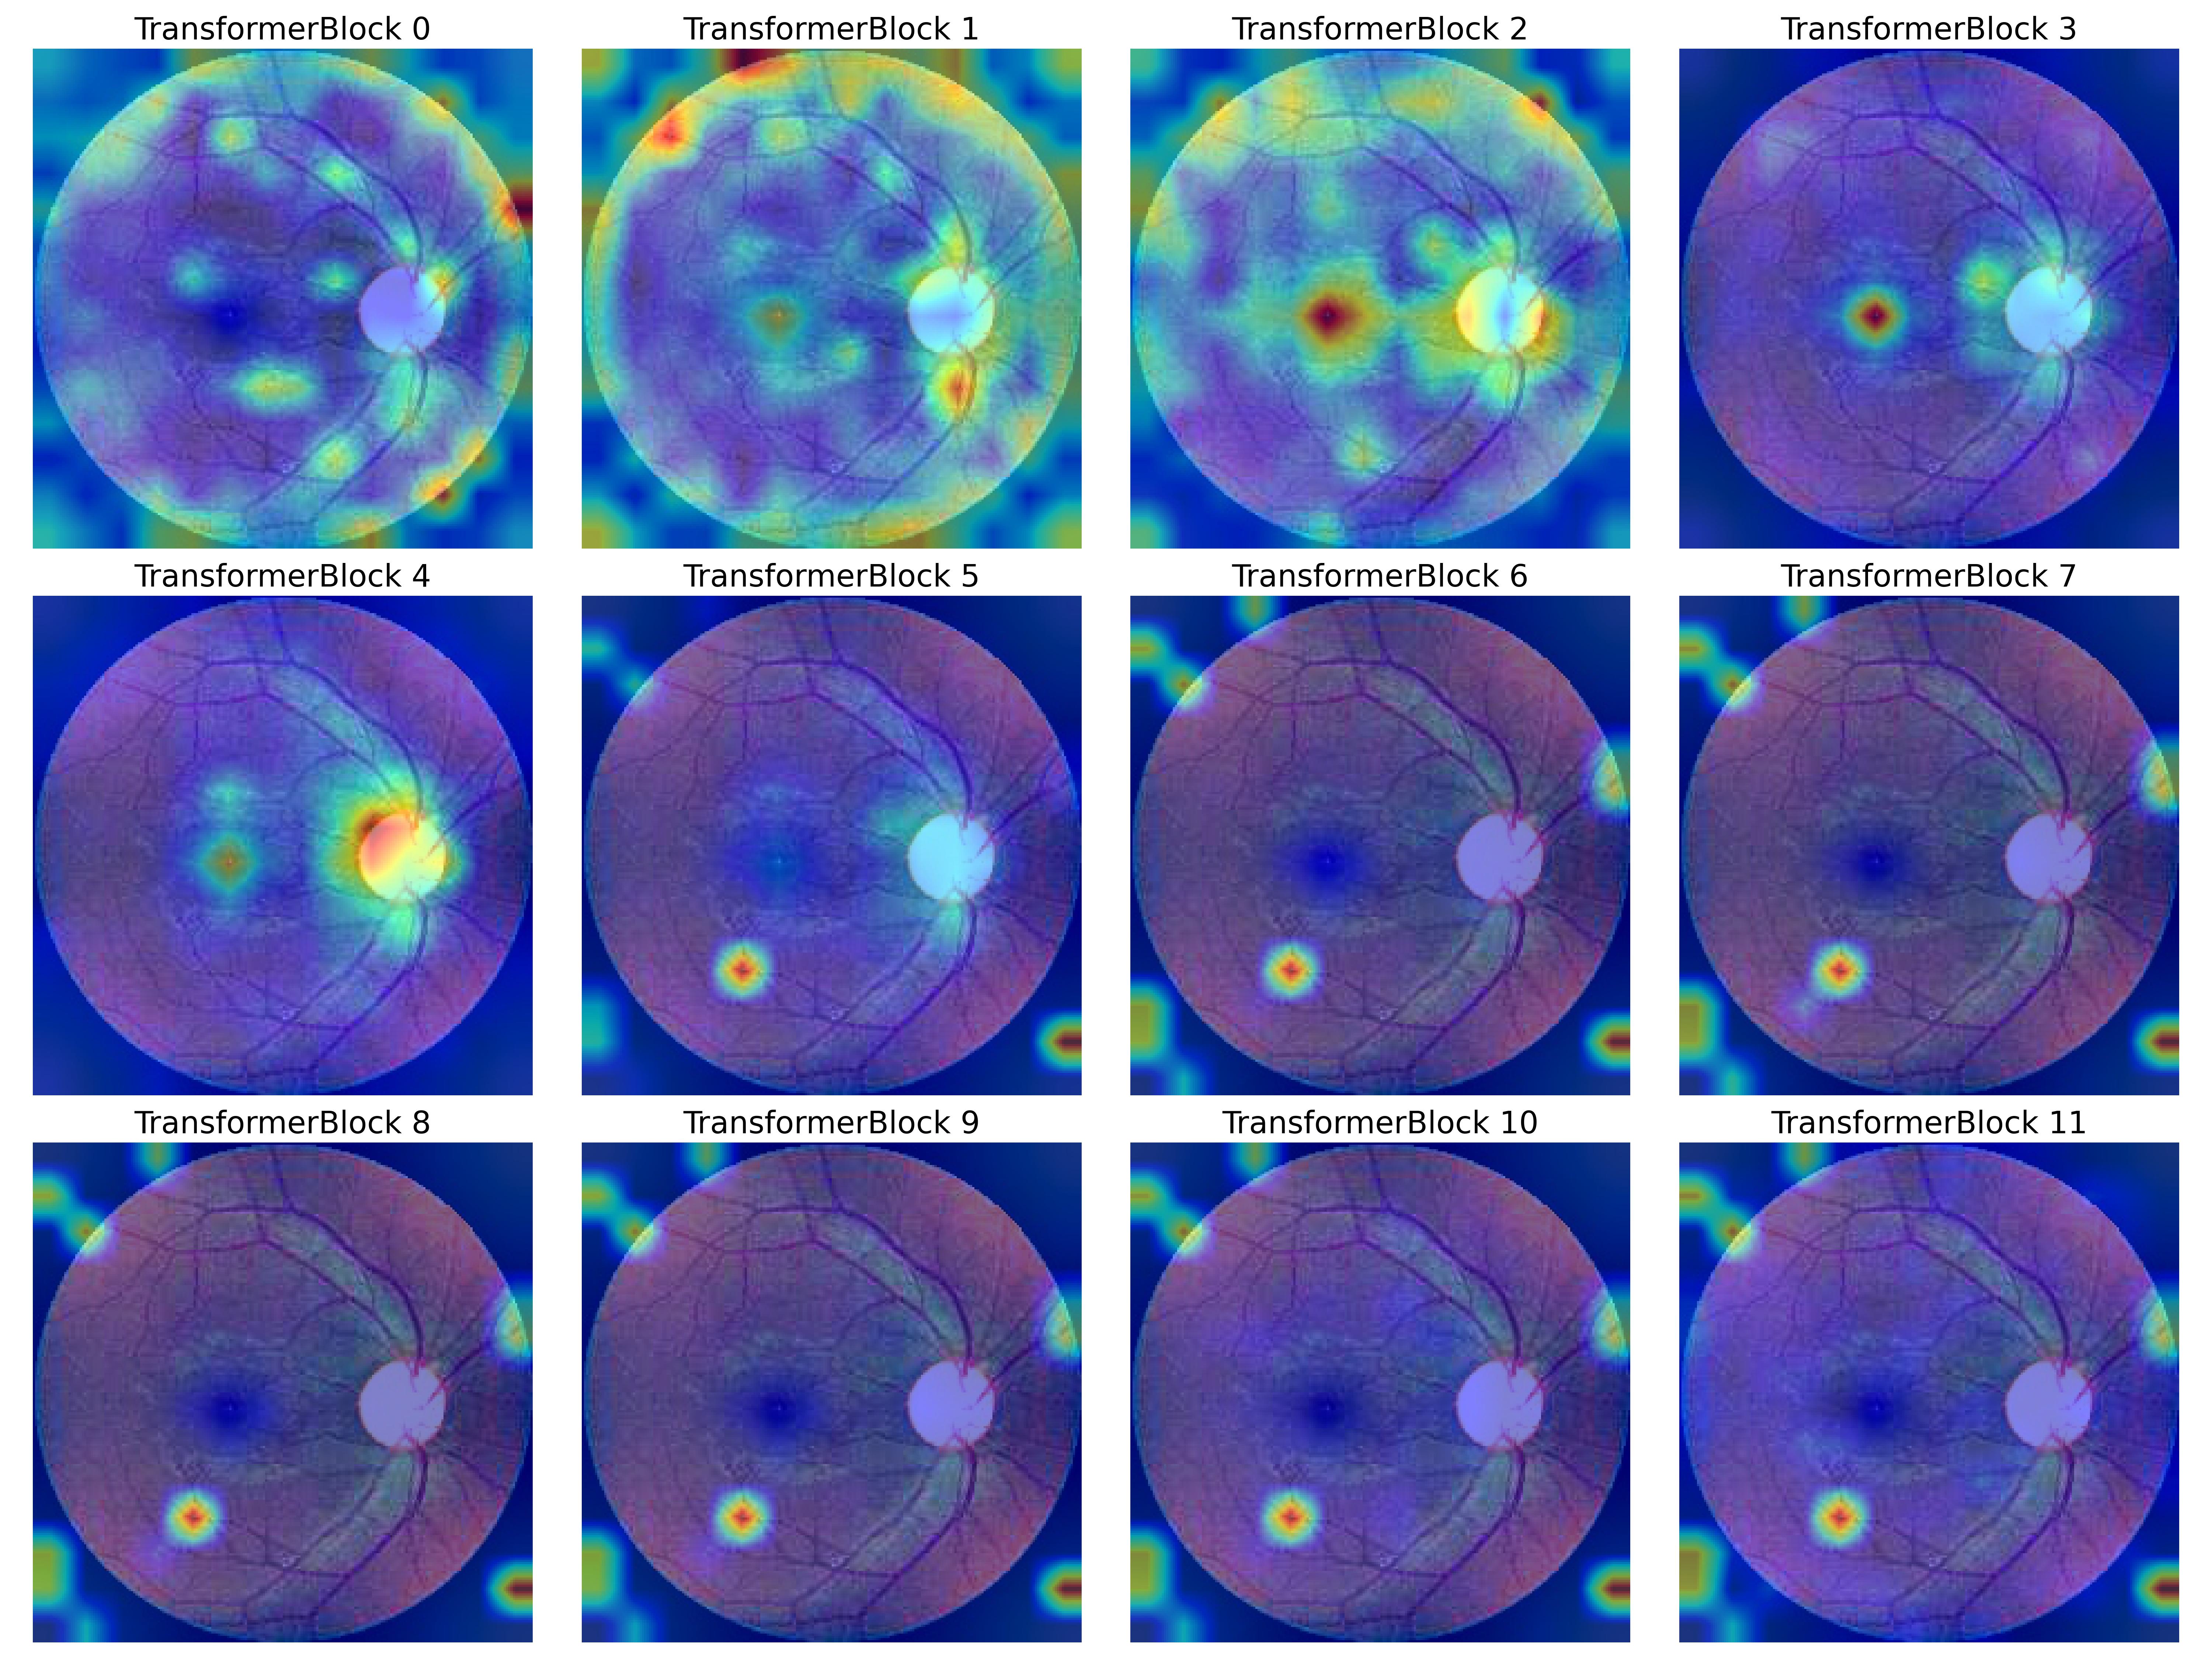 TransformerBlock 0
TransformerBlock 1
TransformerBlock 2
TransformerBlock 3
TransformerBlock 4
TransformerBlock 5
TransformerBlock 6
TransformerBlock 7
TransformerBlock 8
TransformerBlock 9
TransformerBlock 10
TransformerBlock 11